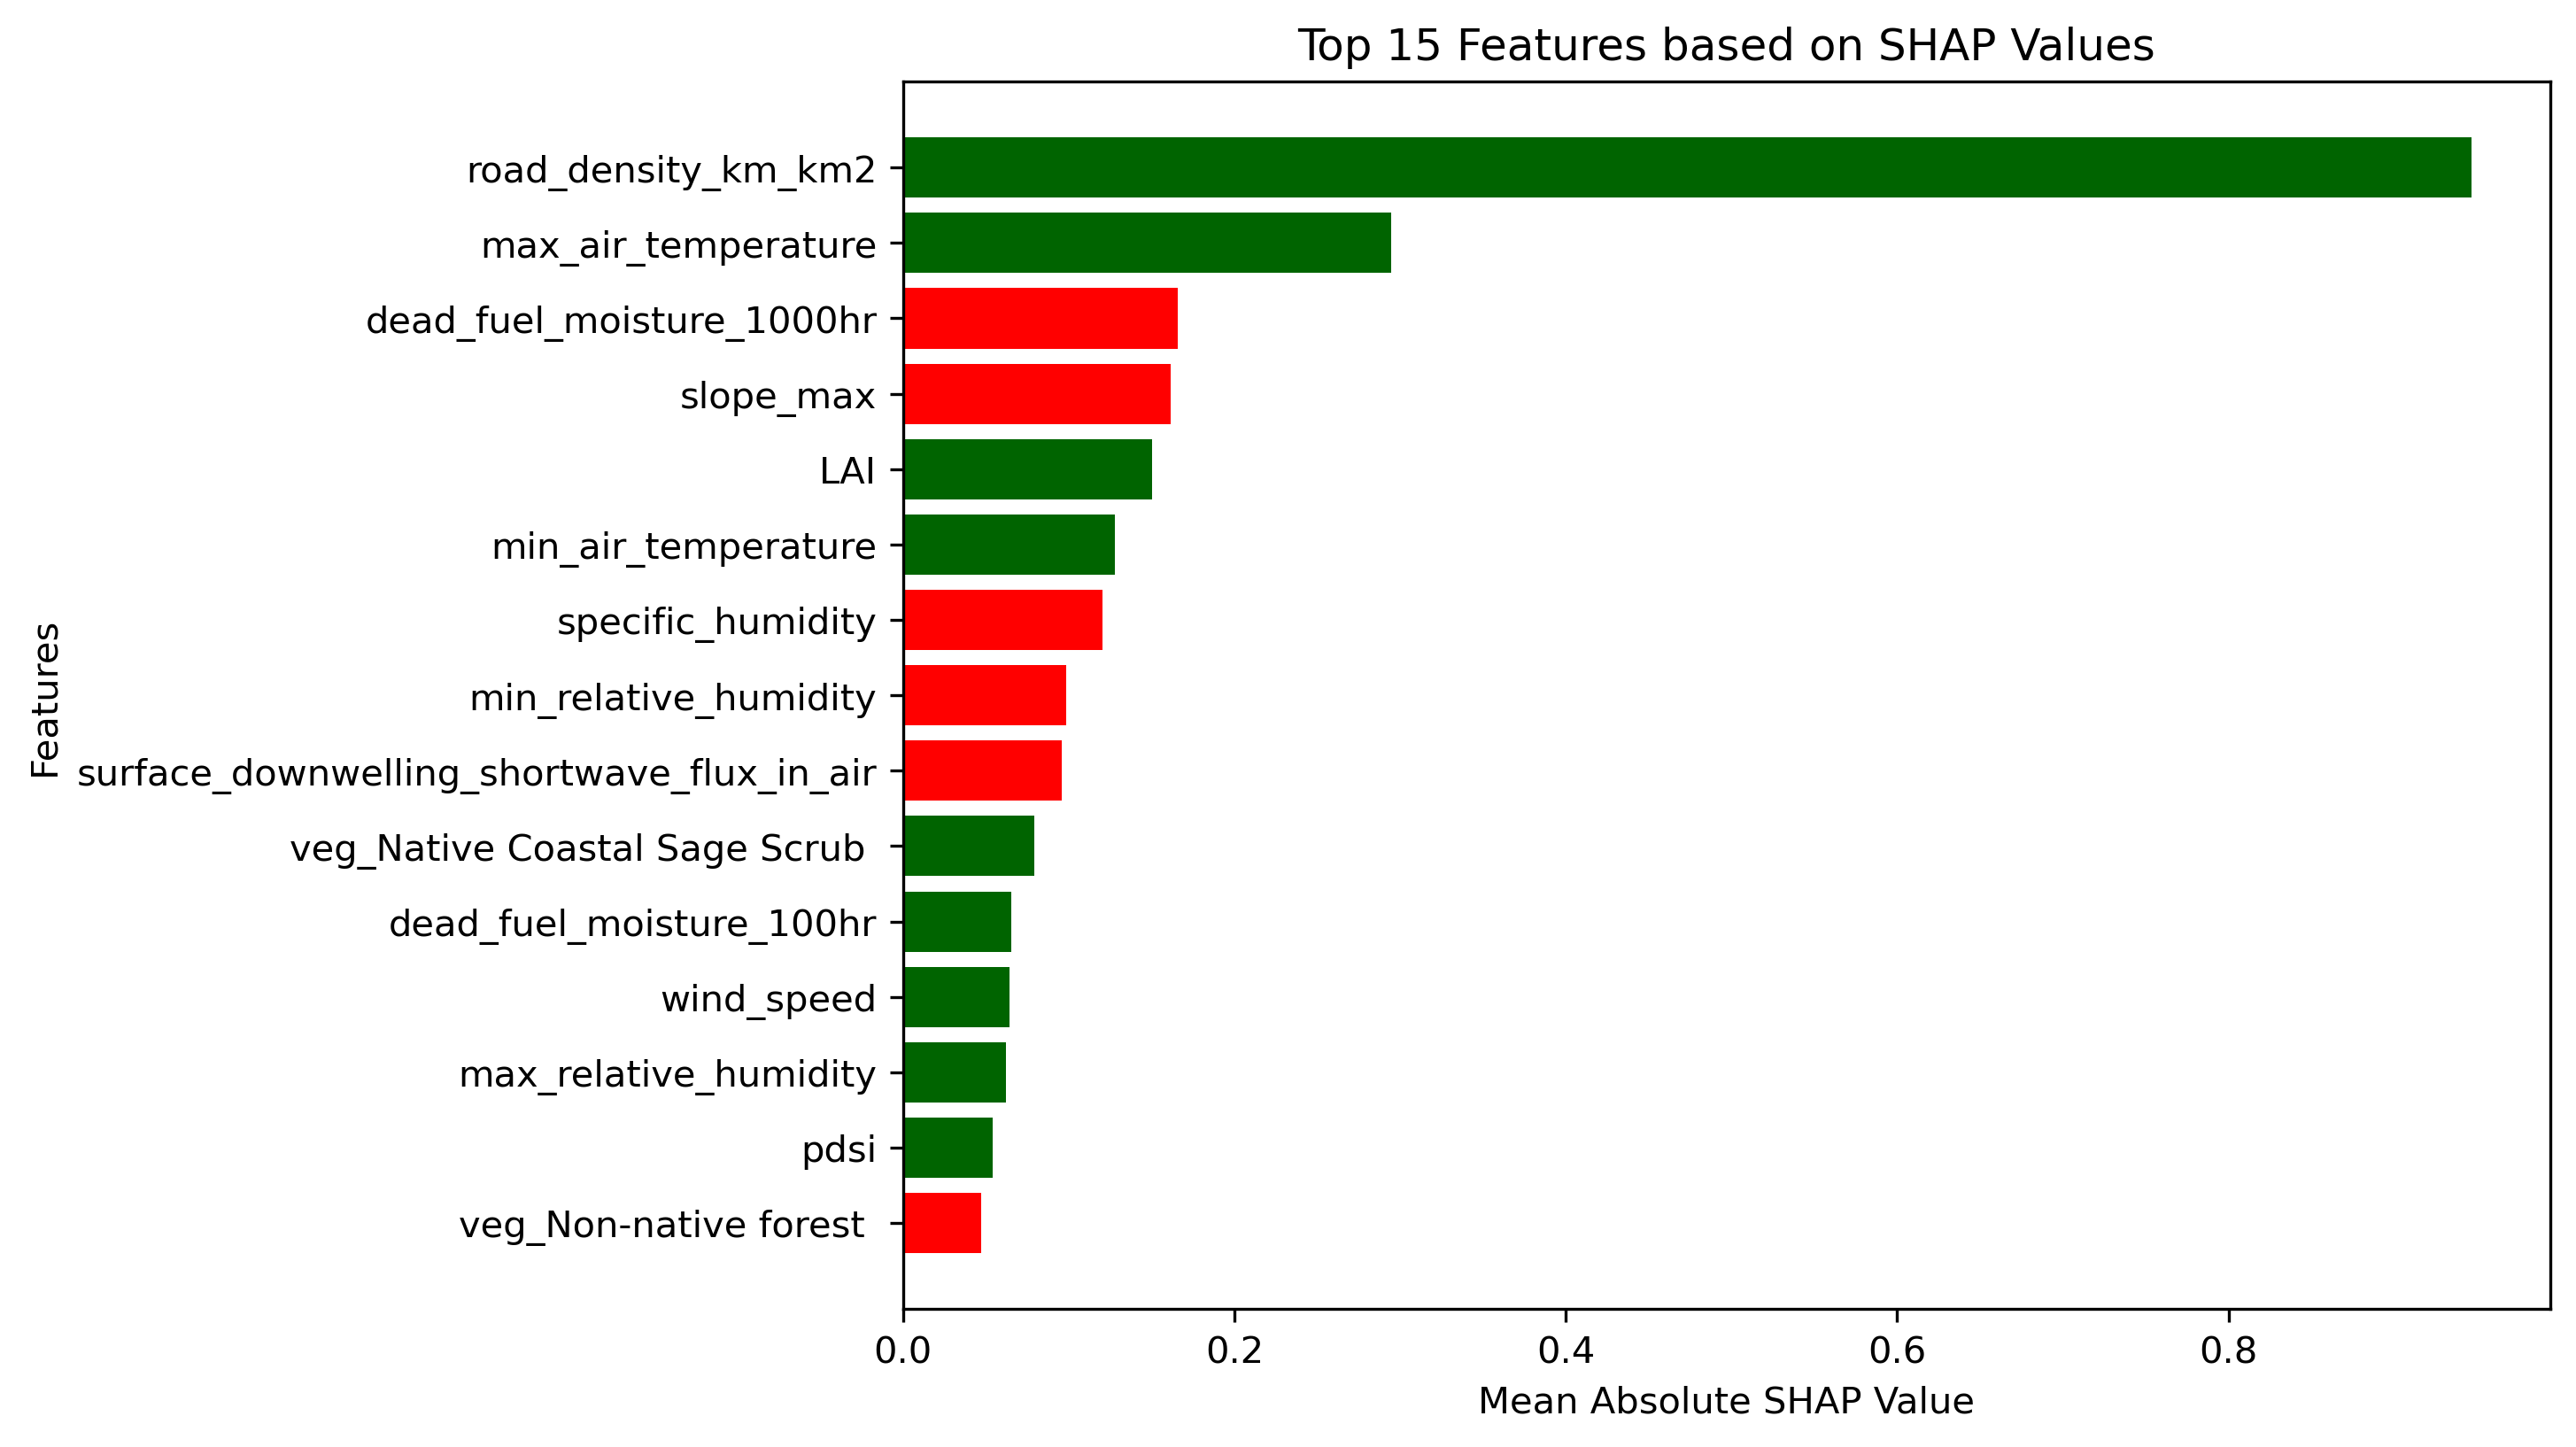 Top 15 Features based on SHAP Values
Features
road_density_km_km2
max_air_temperature
dead_fuel_moisture_1000hr
slope_max
LAI
min_air_temperature
specific_humidity
min_relative_humidity
surface_downwelling_shortwave_flux_in_air
veg_Native Coastal Sage Scrub
dead_fuel_moisture_100hr
wind_speed
max_relative_humidity
pdsi
veg_Non-native forest
0.0 0.2 0.4 0.6 0.8
Mean Absolute SHAP Value